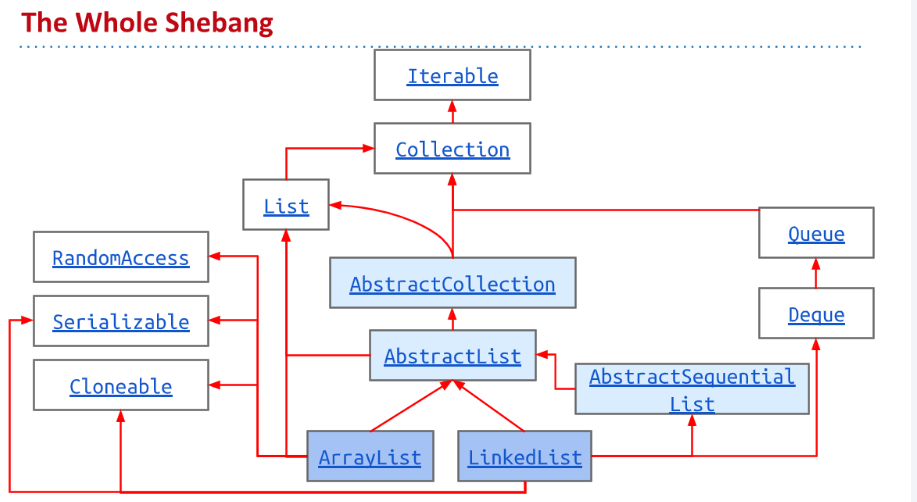 The Whole Shebang
Iterable
Collection
List
Queue
RandomAccess
AbstractCollection
Serializable
Deque
AbstractList
Cloneable
AbstractSequential
List
ArrayList
LinkedList